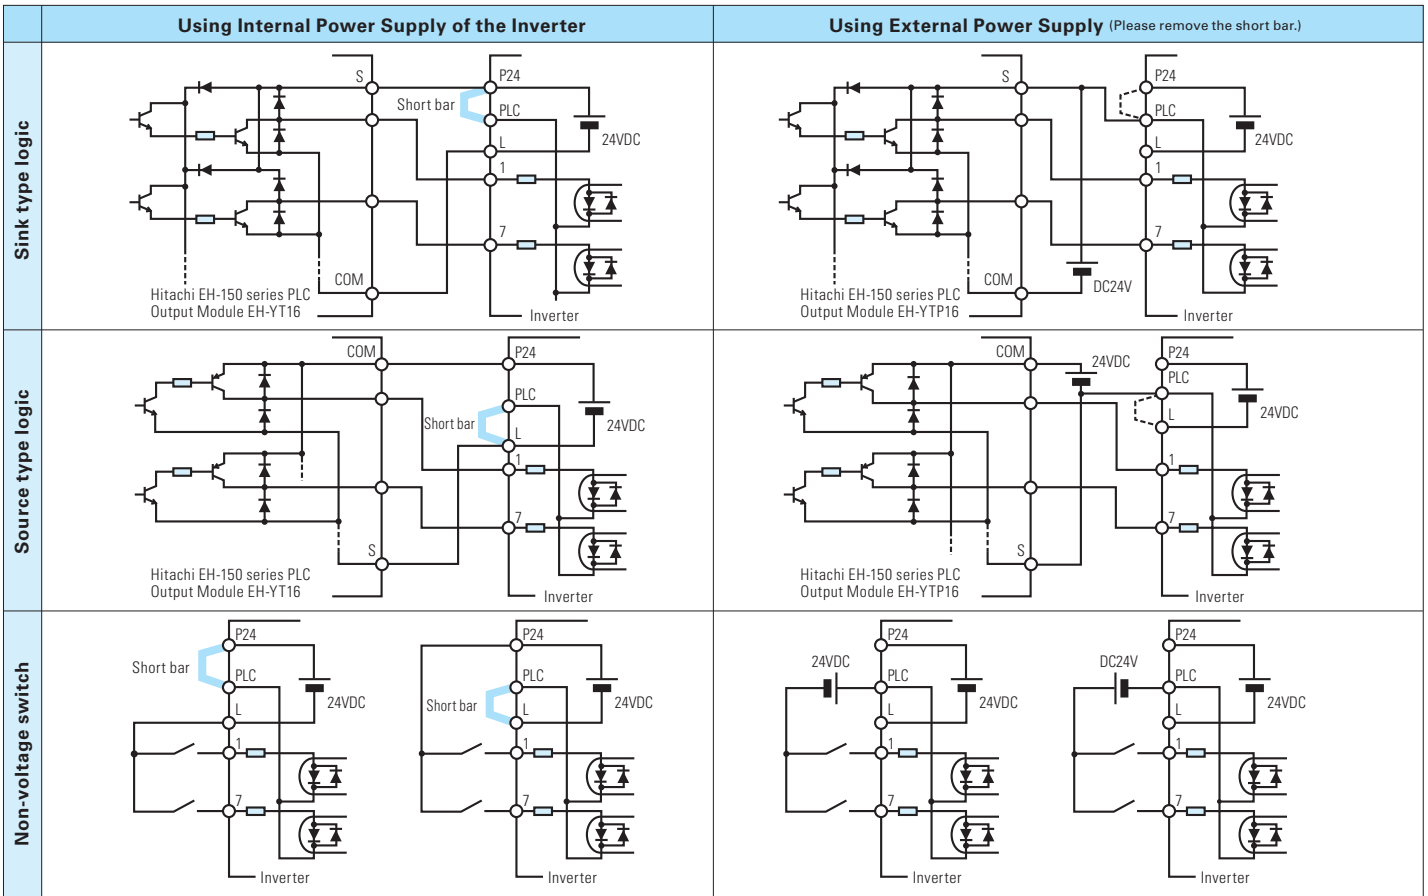 Using Internal Power Supply of the Inverter
Using External Power Supply (Please remove the short bar.)
Sink type logic
S
P24
Short bar
PLC
24VDC
L
1
7
COM
Hitachi EH-150 series PLC
Output Module EH-YT16
Inverter
S
P24
PLC
24VDC
L
1
7
COM
DC24V
Hitachi EH-150 series PLC
Output Module EH-YTP16
Inverter
Source type logic
COM
P24
PLC
Short bar
24VDC
L
1
7
S
Hitachi EH-150 series PLC
Output Module EH-YT16
Inverter
COM
24VDC
P24
PLC
L
24VDC
1
7
S
Hitachi EH-150 series PLC
Output Module EH-YTP16
Inverter
Non-voltage switch
P24
Short bar
PLC
24VDC
L
1
7
Inverter
P24
PLC
Short bar
24VDC
L
1
7
Inverter
P24
24VDC
PLC
24VDC
L
1
7
Inverter
P24
DC24V
PLC
24VDC
L
1
7
Inverter